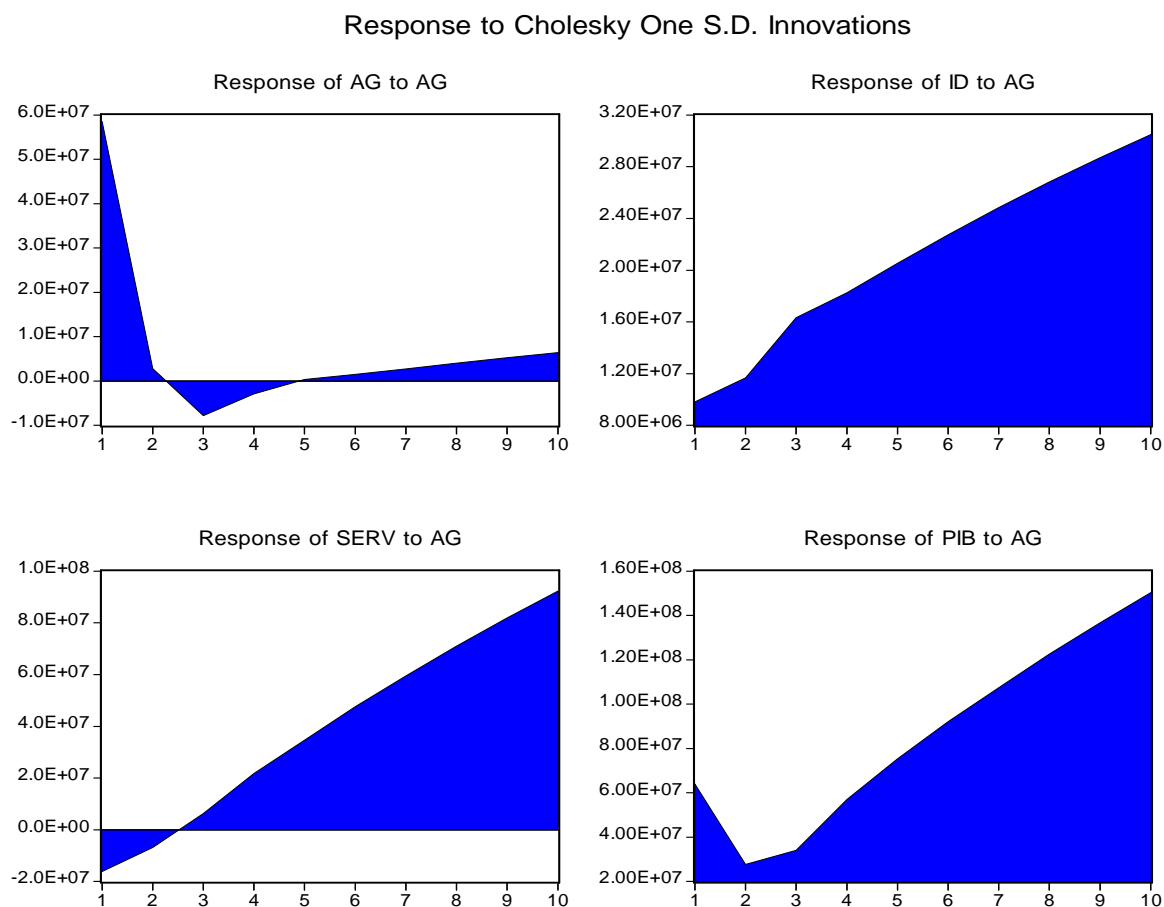 Response to Cholesky One S.D. Innovations
Response of AG to AG
6.0E+07
5.0E+07
4.0E+07
3.0E+07
2.0E+07
1.0E+07
0.0E+00
-1.0E+07
1 2 3 4 5 6 7 8 9 10
Response of ID to AG
3.20E+07
2.80E+07
2.40E+07
2.00E+07
1.60E+07
1.20E+07
8.00E+06
1 2 3 4 5 6 7 8 9 10
Response of SERV to AG
1.0E+08
8.0E+07
6.0E+07
4.0E+07
2.0E+07
0.0E+00
-2.0E+07
1 2 3 4 5 6 7 8 9 10
Response of PIB to AG
1.60E+08
1.40E+08
1.20E+08
1.00E+08
8.00E+07
6.00E+07
4.00E+07
2.00E+07
1 2 3 4 5 6 7 8 9 10